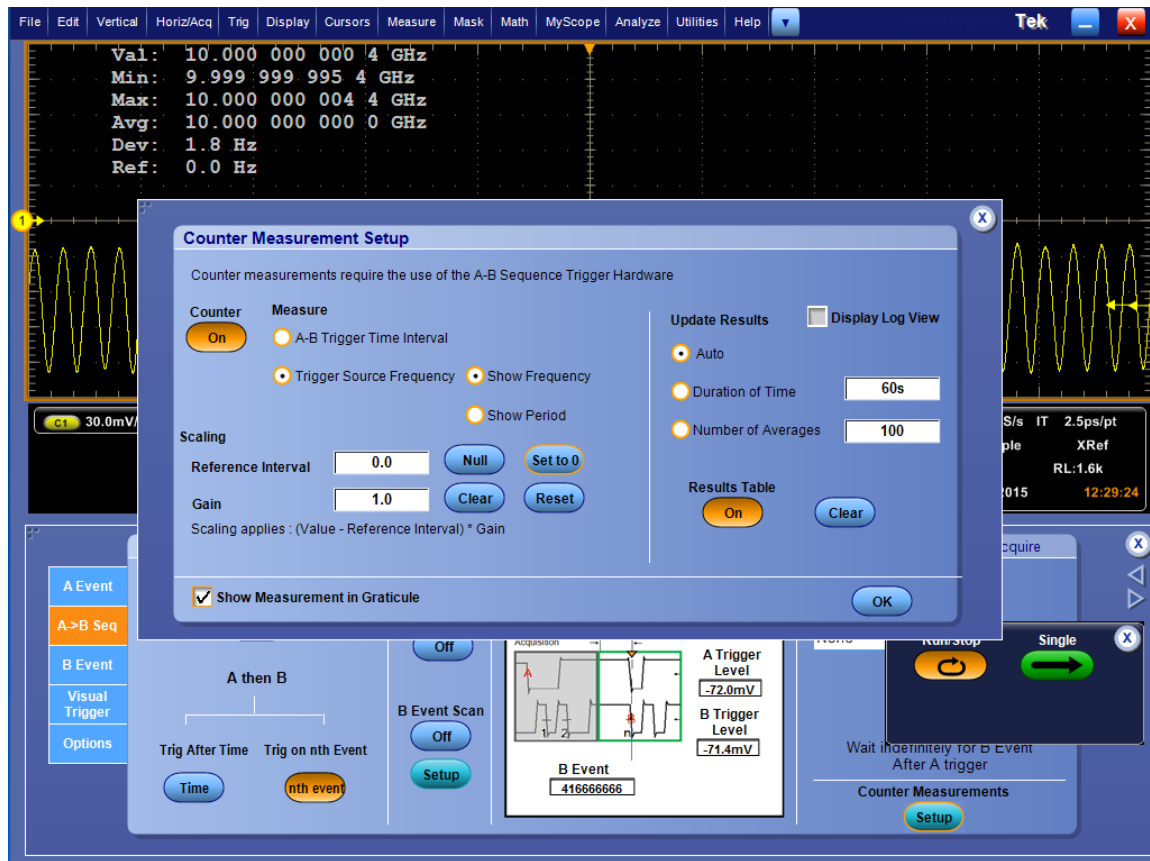 File Edit Vertical Horiz/Acq Trig Display Cursors Measure Mask Math MyScope Analyze Utilities Help Tek X
Val: 10.000 000 000 4 GHz
Min: 9.999 999 995 4 GHz
Max: 10.000 000 004 4 GHz
Avg: 10.000 000 000 0 GHz
Dev: 1.8 Hz
Ref: 0.0 Hz
1
X
Counter Measurement Setup
Counter measurements require the use of the A-B Sequence Trigger Hardware
Counter
On
Measure
A-B Trigger Time Interval
Trigger Source Frequency
Show Frequency
Show Period
Scaling
Reference Interval 0.0 Null Set to 0
Gain 1.0 Clear Reset
Scaling applies : (Value - Reference Interval) * Gain
Update Results
Display Log View
Auto
Duration of Time 60s
Number of Averages 100
Results Table
On Clear
Show Measurement in Graticule
OK
C1 30.0mV/
S/s IT 2.5ps/pt
XRef
RL:1.6k
2015 12:29:24
X
A Event
A->B Seq
B Event
Visual
Trigger
Options
A then B
Trig After Time Trig on nth Event
Time nth event
Off
B Event Scan
Off
Setup
Acquisition
A
1 2 n
B
A Trigger
Level
-72.0mV
B Trigger
Level
-71.4mV
B Event
416666666
Run/Stop Single X
Wait indefinitely for B Event
After A trigger
Counter Measurements
Setup